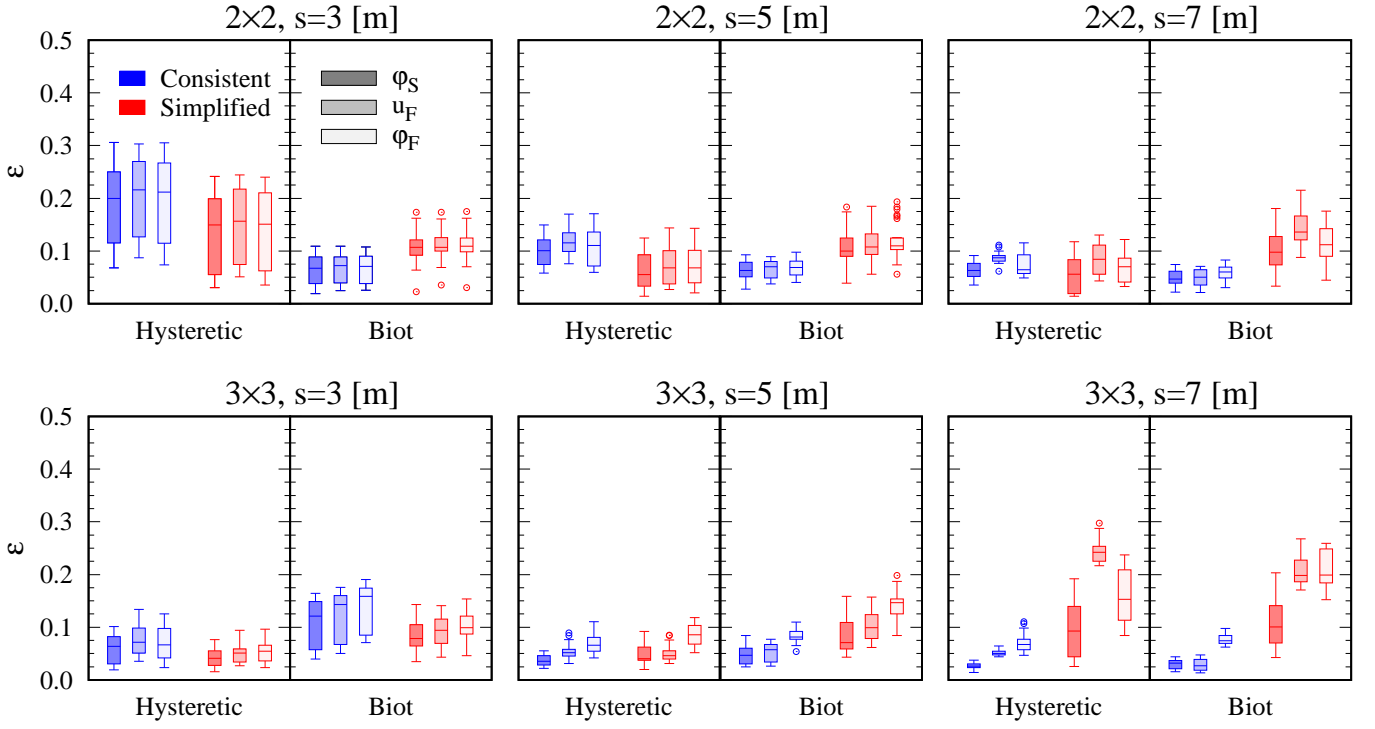 2×2, s=3 [m] 2×2, s=5 [m] 2×2, s=7 [m]
0.5
0.4
0.3
0.2
0.1
0.0
ε
Consistent
Simplified
φS
uF
φF
Hysteretic Biot Hysteretic Biot Hysteretic Biot
3×3, s=3 [m] 3×3, s=5 [m] 3×3, s=7 [m]
0.5
0.4
0.3
0.2
0.1
0.0
ε
Hysteretic Biot Hysteretic Biot Hysteretic Biot